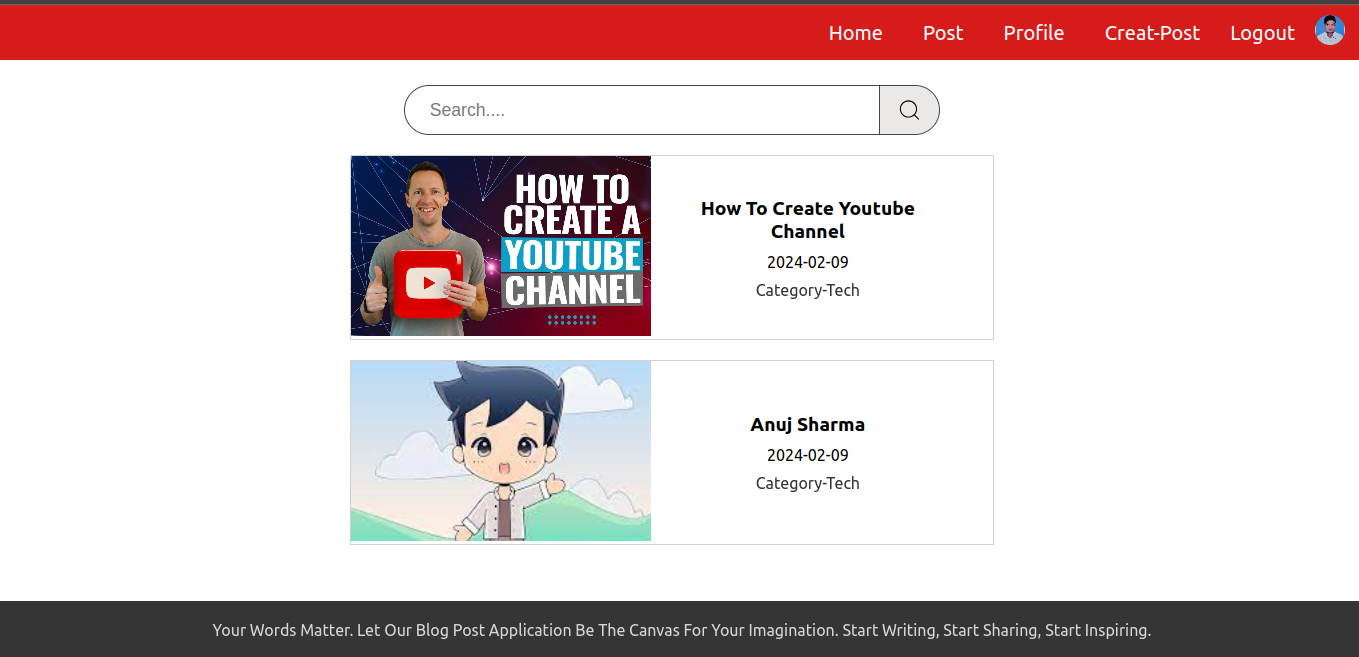 Home Post Profile Creat-Post Logout
Search....
HOW TO
CREATE A
YOUTUBE
CHANNEL
How To Create Youtube
Channel
2024-02-09
Category-Tech
Anuj Sharma
2024-02-09
Category-Tech
Your Words Matter. Let Our Blog Post Application Be The Canvas For Your Imagination. Start Writing, Start Sharing, Start Inspiring.